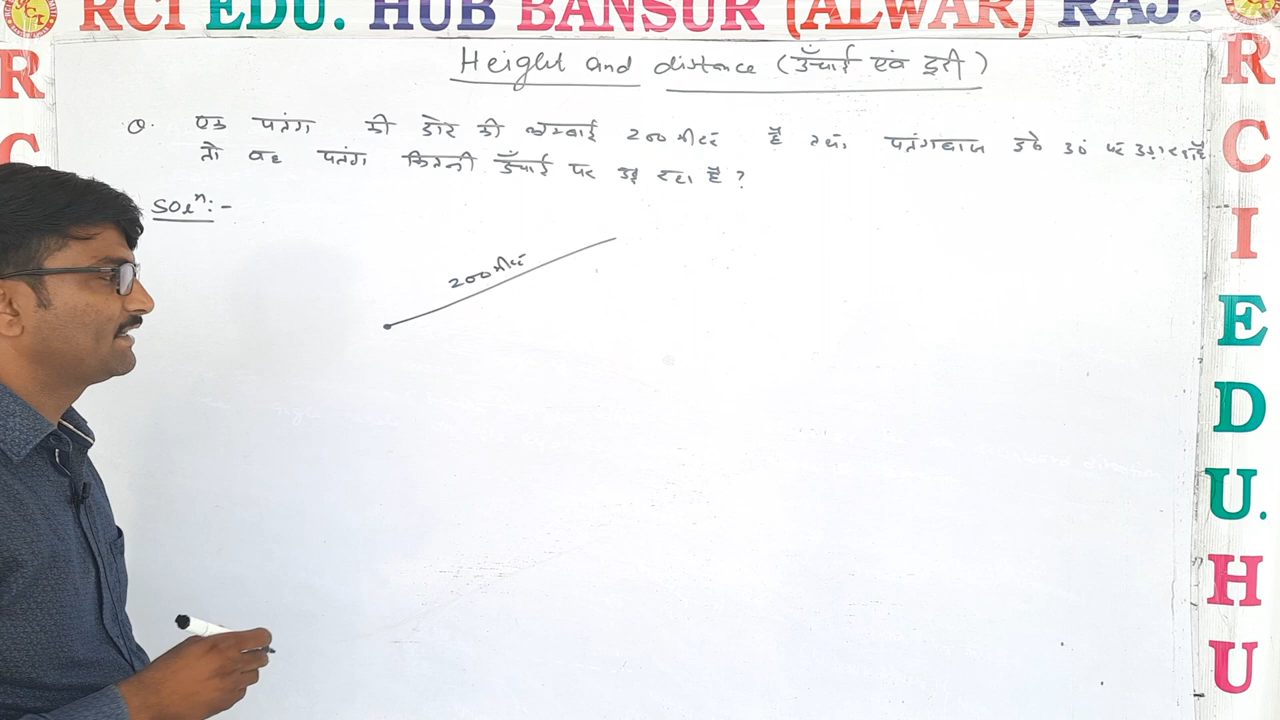 RCI EDU. HUB BANSUR (ALWAR) RAJ.
Height and distance (ऊँचाई एवं दूरी)
Q. एक पतंग की डोर की लम्बाई 200 मीटर है तथा पतंगबाज उसे 30° पर उड़ा रहा है
तो वह पतंग कितनी ऊँचाई पर उड़ रहा है ?
Solⁿ:-
200 मीटर
R
C
R
C
I
E
D
U.
H
U